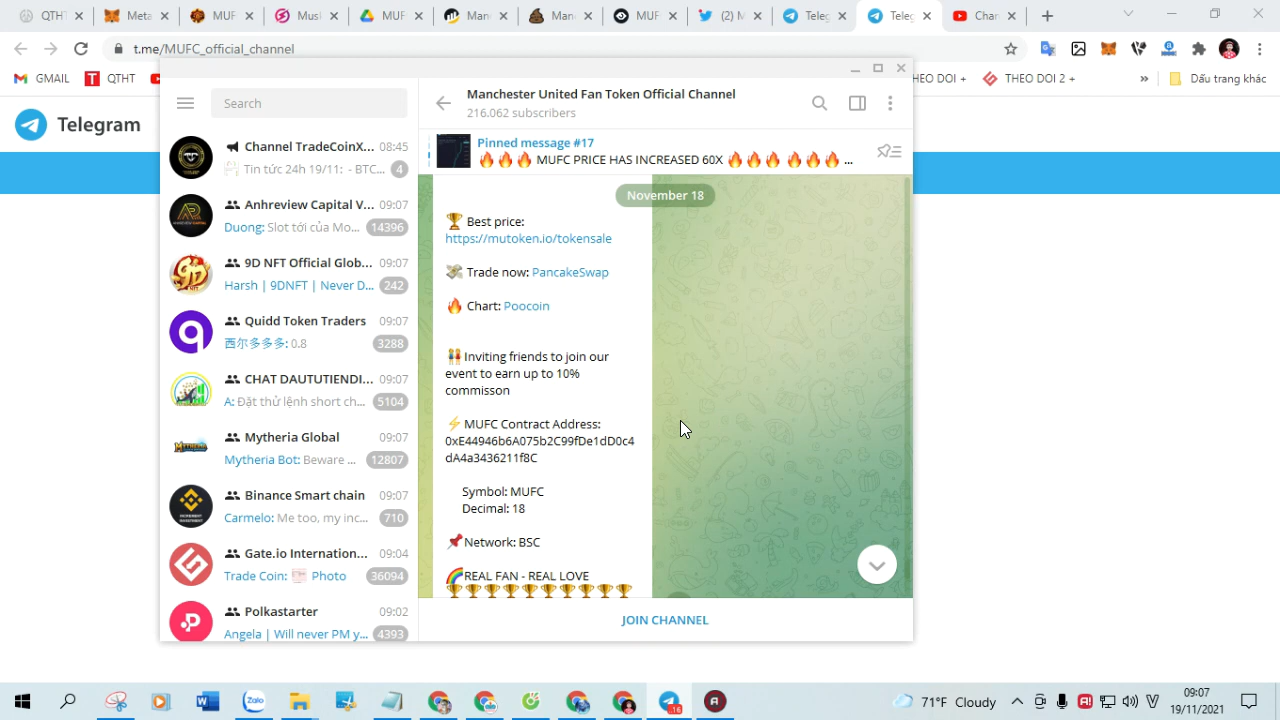 QTHT
Meta
MUF
Musk
MUF
Man
Man
MUF
(2) M
Teleg
Teleg
Chan
t.me/MUFC_official_channel
GMAIL
QTHT
HEO DOI +
THEO DOI 2 +
»
Dấu trang khác
Telegram
Search
Channel TradeCoinX...
08:45
Tin tức 24h 19/11: - BTC...
4
Anhreview Capital V...
09:07
Duong: Slot tới của Mo...
14396
9D NFT Official Glob...
09:07
Harsh | 9DNFT | Never D...
242
Quidd Token Traders
09:07
西尔多多多: 0.8
3288
CHAT DAUTUTIENDI...
09:07
A: Đặt thử lệnh short ch...
5104
Mytheria Global
09:07
Mytheria Bot: Beware ...
12807
Binance Smart chain
09:07
Carmelo: Me too, my inc...
710
Gate.io Internation...
09:04
Trade Coin: Photo
36094
Polkastarter
09:02
Angela | Will never PM y...
4393
Manchester United Fan Token Official Channel
216.062 subscribers
Pinned message #17
🔥🔥🔥 MUFC PRICE HAS INCREASED 60X 🔥🔥🔥 🔥🔥🔥 ...
November 18
🏆 Best price:
https://mutoken.io/tokensale
💸 Trade now: PancakeSwap
🔥 Chart: Poocoin
👭Inviting friends to join our
event to earn up to 10%
commisson
⚡MUFC Contract Address:
0xE44946b6A075b2C99fDe1dD0c4
dA4a3436211f8C
Symbol: MUFC
Decimal: 18
📌Network: BSC
🌈REAL FAN - REAL LOVE
🏆🏆🏆🏆🏆🏆🏆🏆🏆🏆
JOIN CHANNEL
Zalo
16
71°F Cloudy
09:07
19/11/2021